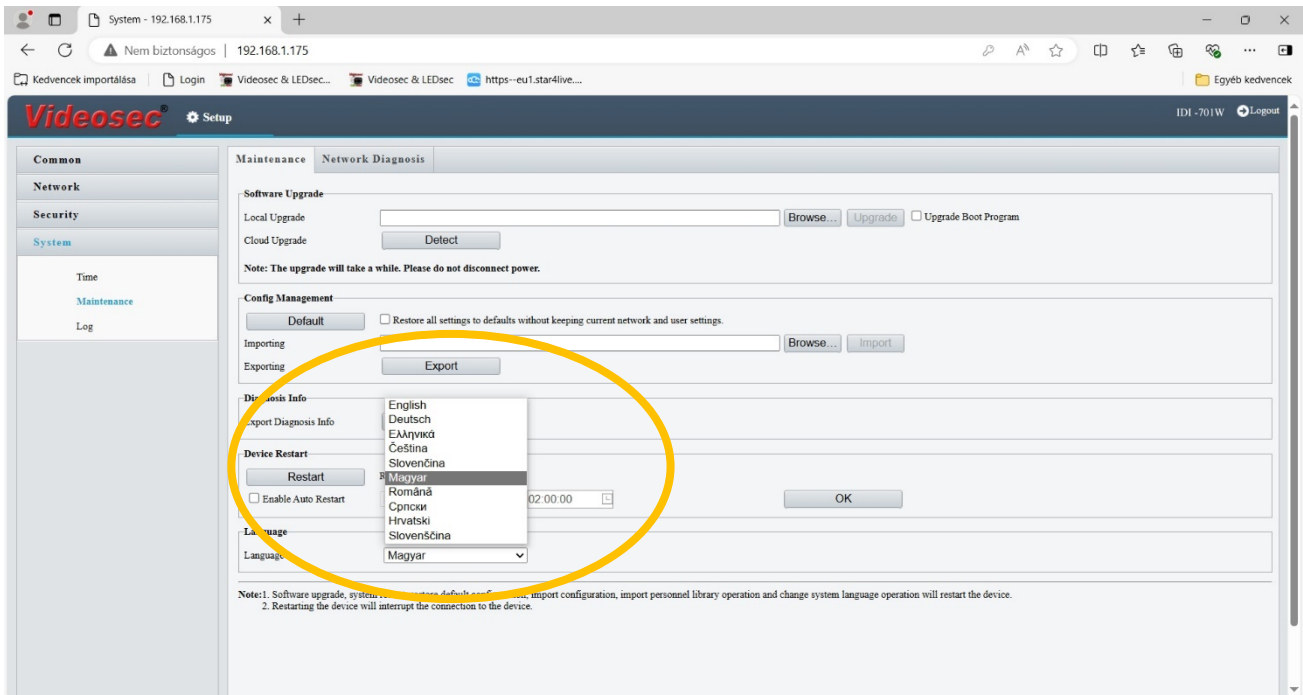 System - 192.168.1.175
Nem biztonságos | 192.168.1.175
Kedvencek importálása Login Videosec & LEDsec... Videosec & LEDsec https--eu1.star4live.... Egyéb kedvencek
Videosec® Setup IDI -701W Logout
Common
Network
Security
System
Time
Maintenance
Log
Maintenance Network Diagnosis
Software Upgrade
Local Upgrade Browse... Upgrade Upgrade Boot Program
Cloud Upgrade Detect
Note: The upgrade will take a while. Please do not disconnect power.
Config Management
Default Restore all settings to defaults without keeping current network and user settings.
Importing Browse... Import
Exporting Export
Diagnosis Info
Export Diagnosis Info
English
Deutsch
Ελληνικά
Čeština
Slovenčina
Magyar
Română
Српски
Hrvatski
Slovenščina
Device Restart
Restart
Enable Auto Restart 02:00:00 OK
Language
Language Magyar
Note:1. Software upgrade, system import configuration, import personnel library operation and change system language operation will restart the device.
2. Restarting the device will interrupt the connection to the device.